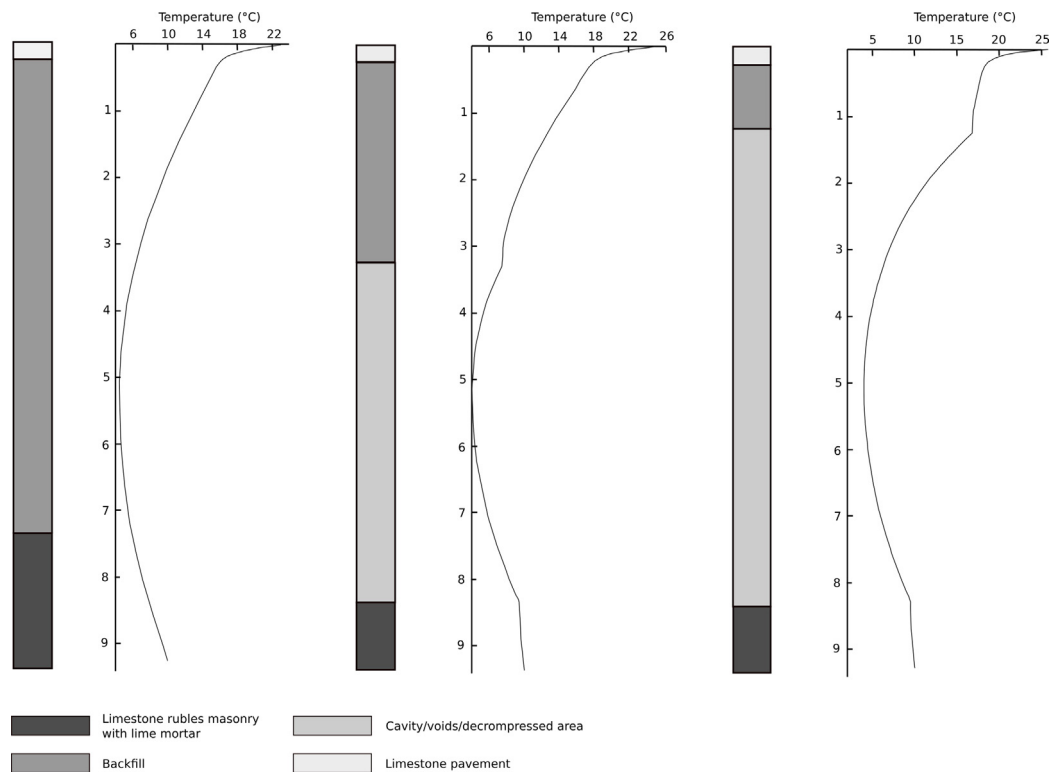 Temperature (°C)
6 10 14 18 22
1
2
3
4
5
6
7
8
9
Temperature (°C)
6 10 14 18 22 26
1
2
3
4
5
6
7
8
9
Temperature (°C)
5 10 15 20 25
1
2
3
4
5
6
7
8
9
Limestone rubles masonry
with lime mortar
Cavity/voids/decompressed area
Backfill
Limestone pavement